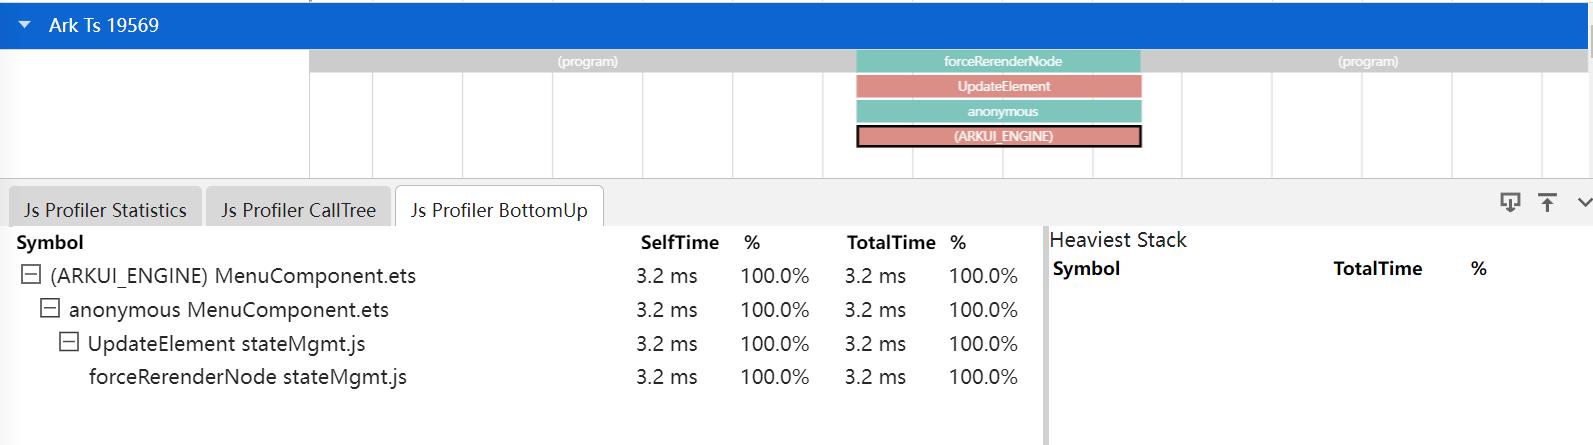 Ark Ts 19569
(program) forceRerenderNode (program)
UpdateElement
anonymous
(ARKUI_ENGINE)
Js Profiler Statistics Js Profiler CallTree Js Profiler BottomUp
Symbol SelfTime % TotalTime %
(ARKUI_ENGINE) MenuComponent.ets 3.2 ms 100.0% 3.2 ms 100.0%
anonymous MenuComponent.ets 3.2 ms 100.0% 3.2 ms 100.0%
UpdateElement stateMgmt.js 3.2 ms 100.0% 3.2 ms 100.0%
forceRerenderNode stateMgmt.js 3.2 ms 100.0% 3.2 ms 100.0%
Heaviest Stack
Symbol TotalTime %